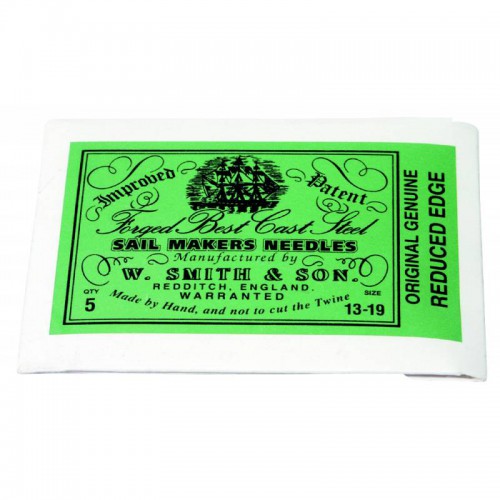 Improved Patent
Forged Best Cast Steel
SAIL MAKERS NEEDLES
Manufactured by
W. SMITH & SON.
REDDITCH, ENGLAND.
WARRANTED
Made by Hand, and not to cut the Twine
QTY
5
SIZE
13-19
ORIGINAL GENUINE
REDUCED EDGE